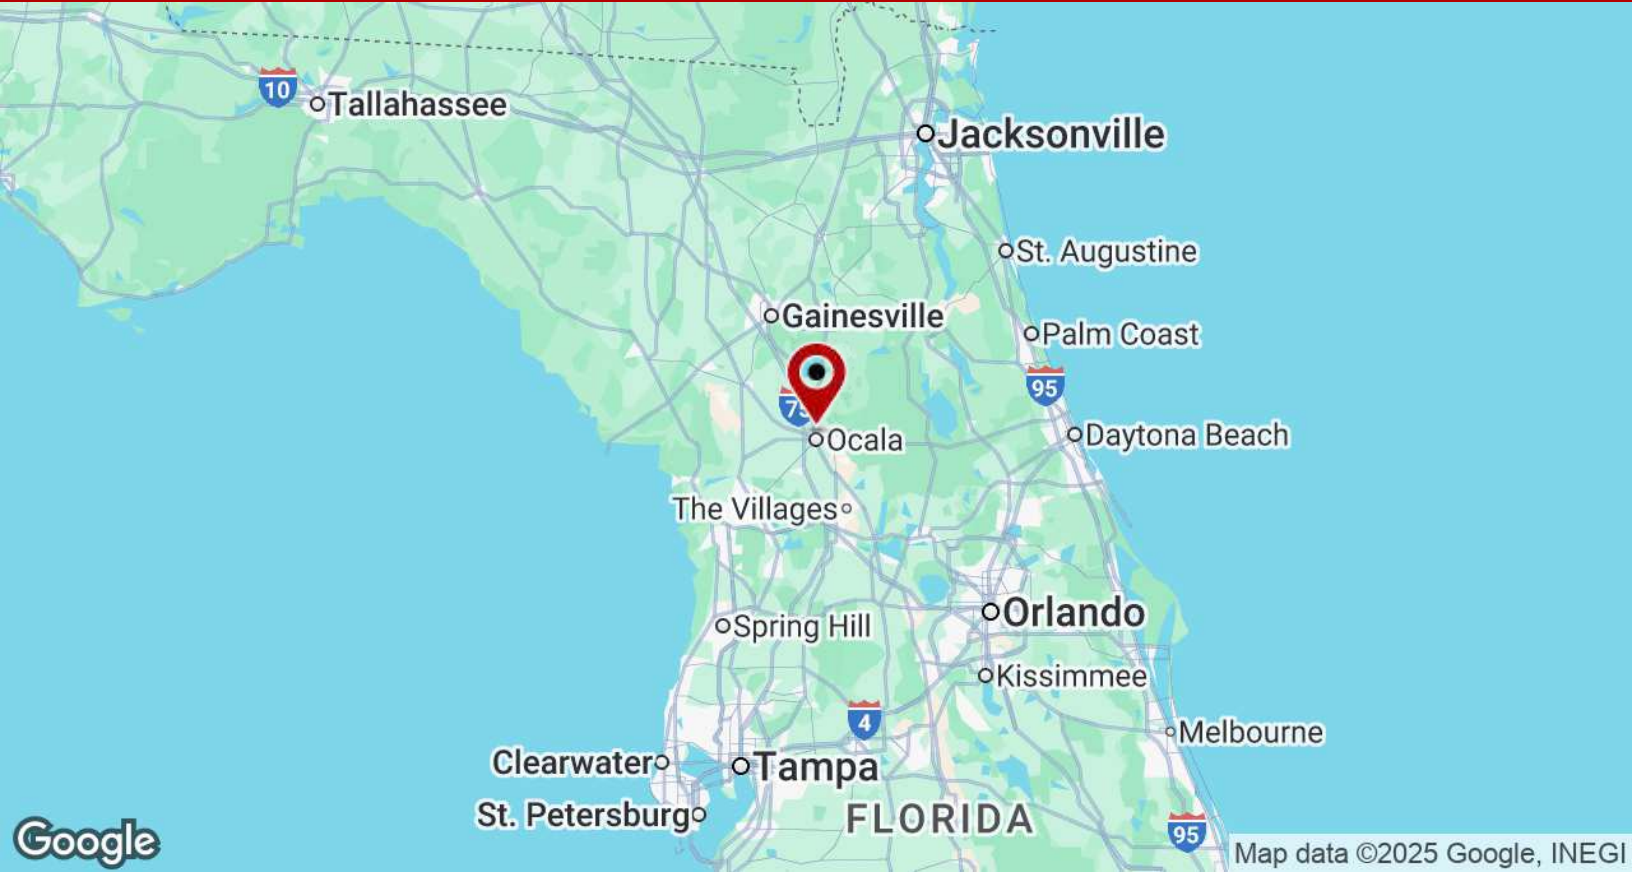 10
Tallahassee
Jacksonville
St. Augustine
Gainesville
Palm Coast
95
75
Ocala
Daytona Beach
The Villages
Orlando
Spring Hill
Kissimmee
4
Melbourne
Clearwater
Tampa
St. Petersburg
FLORIDA
95
Google
Map data ©2025 Google, INEGI